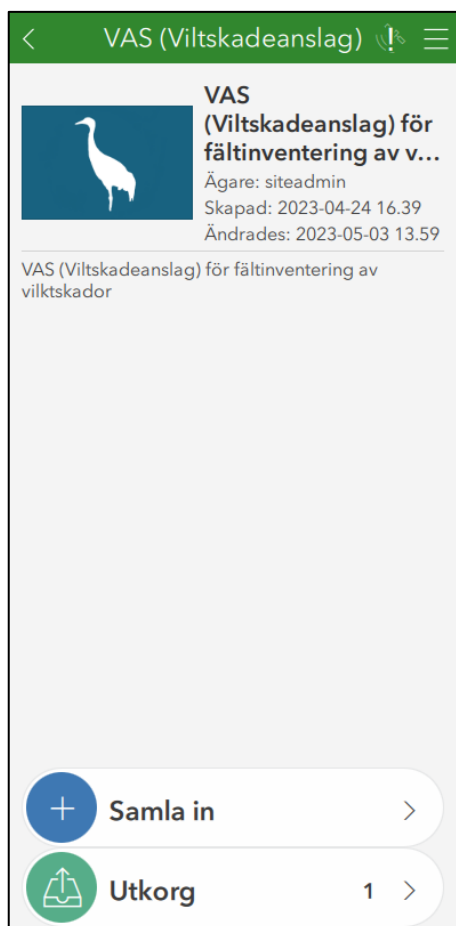 VAS (Viltskadeanslag)
VAS
(Viltskadeanslag) för
fältinventering av v...
Ägare: siteadmin
Skapad: 2023-04-24 16.39
Ändrades: 2023-05-03 13.59
VAS (Viltskadeanslag) för fältinventering av
vilktskador
Samla in
Utkorg 1